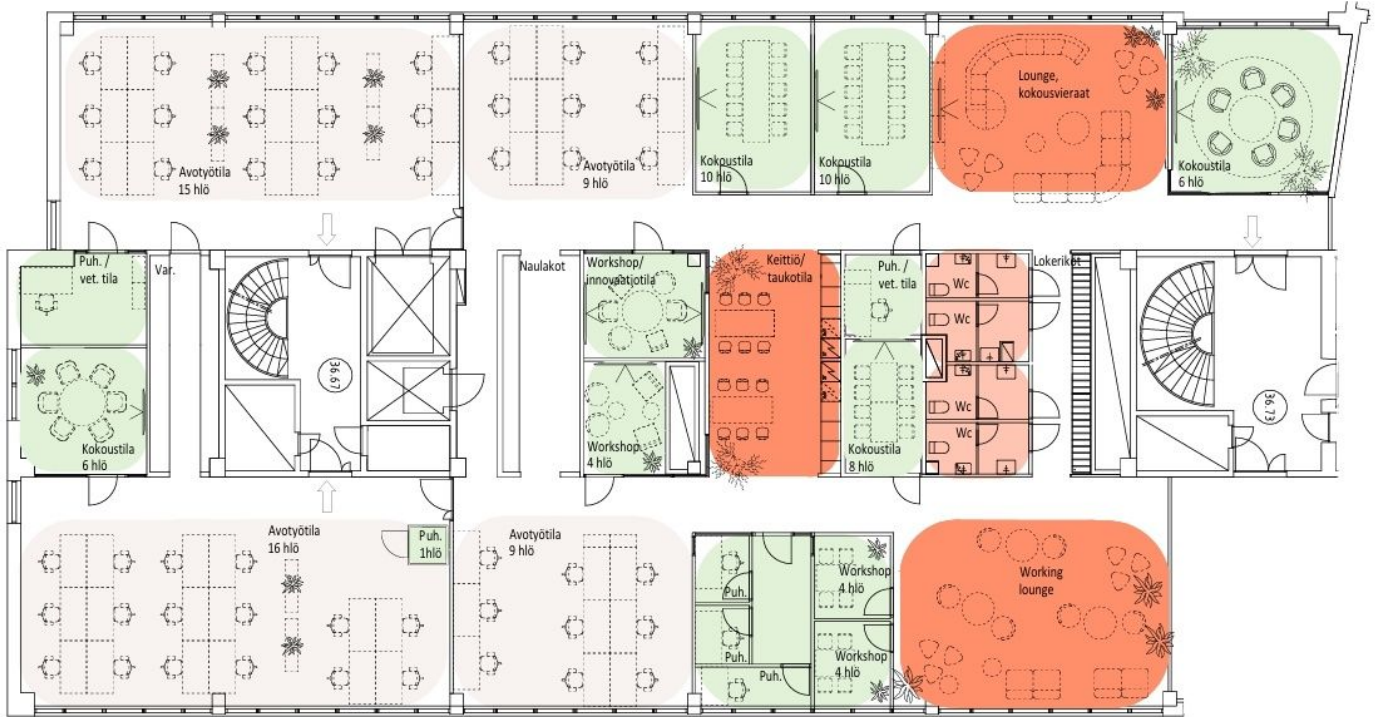 Avotyötila
15 hlö
Avotyötila
9 hlö
Kokoustila
10 hlö
Kokoustila
10 hlö
Lounge,
kokousvieraat
Kokoustila
6 hlö
Puh. /
vet. tila
Var.
Naulakot
Workshop/
innovaatiotila
Keittiö/
taukotila
Puh. /
vet. tila
Wc
Lokerikot
Wc
36.67
Wc
36.73
Kokoustila
6 hlö
Workshop
4 hlö
Kokoustila
8 hlö
Wc
Avotyötila
16 hlö
Puh.
1hlö
Avotyötila
9 hlö
Puh.
Workshop
4 hlö
Working
lounge
Puh.
Puh.
Workshop
4 hlö